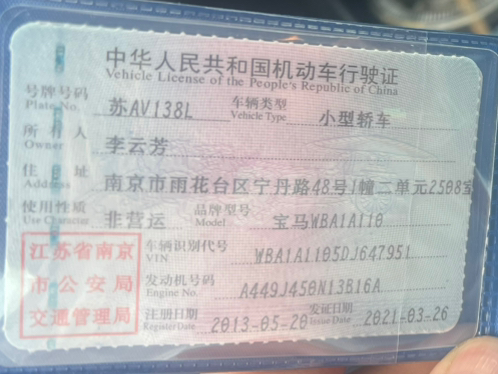 中华人民共和国机动车行驶证
Vehicle License of the People's Republic of China
号牌号码 Plate No. 苏AV138L 车辆类型 Vehicle Type 小型轿车
所有人 Owner 李云芳
住址 Address 南京市雨花台区宁丹路48号1幢二单元2508室
使用性质 Use Character 非营运 品牌型号 Model 宝马WBA1A110
车辆识别代号 VIN WBA1A1105DJ647951
发动机号码 Engine No. A449J450N13B16A
注册日期 Register Date 2013-05-20 发证日期 Issue Date 2021-03-26
江苏省南京
市公安局
交通管理局